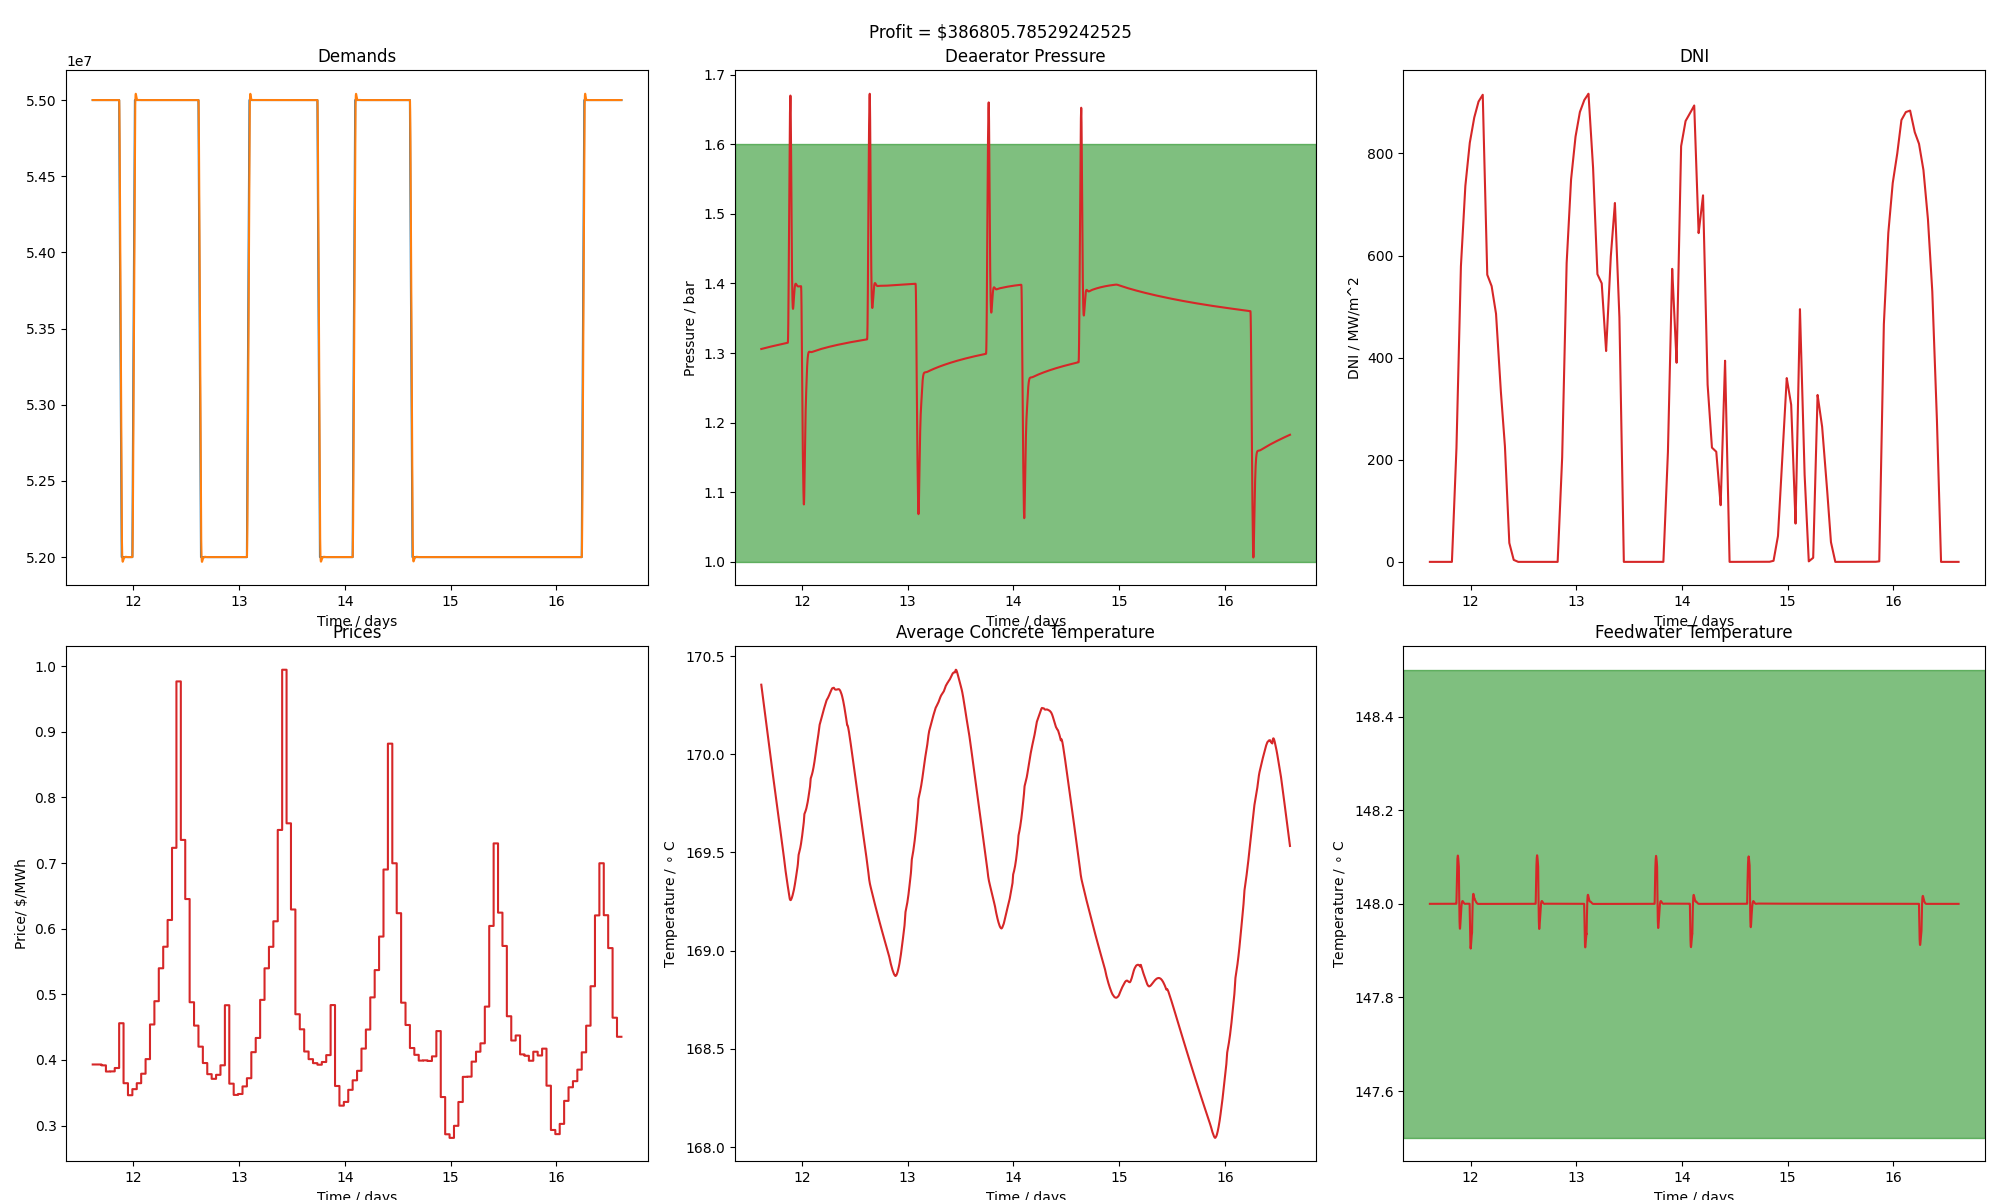 Profit = $386805.78529242525
Demands
1e7
5.50
5.45
5.40
5.35
5.30
5.25
5.20
12 13 14 15 16
Time / days
Deaerator Pressure
Pressure / bar
1.7
1.6
1.5
1.4
1.3
1.2
1.1
1.0
12 13 14 15 16
Time / days
DNI
DNI / MW/m^2
800
600
400
200
0
12 13 14 15 16
Time / days
Prices
Price/ $/MWh
1.0
0.9
0.8
0.7
0.6
0.5
0.4
0.3
12 13 14 15 16
Time / days
Average Concrete Temperature
Temperature / ∘ C
170.5
170.0
169.5
169.0
168.5
168.0
12 13 14 15 16
Time / days
Feedwater Temperature
Temperature / ∘ C
148.4
148.2
148.0
147.8
147.6
12 13 14 15 16
Time / days